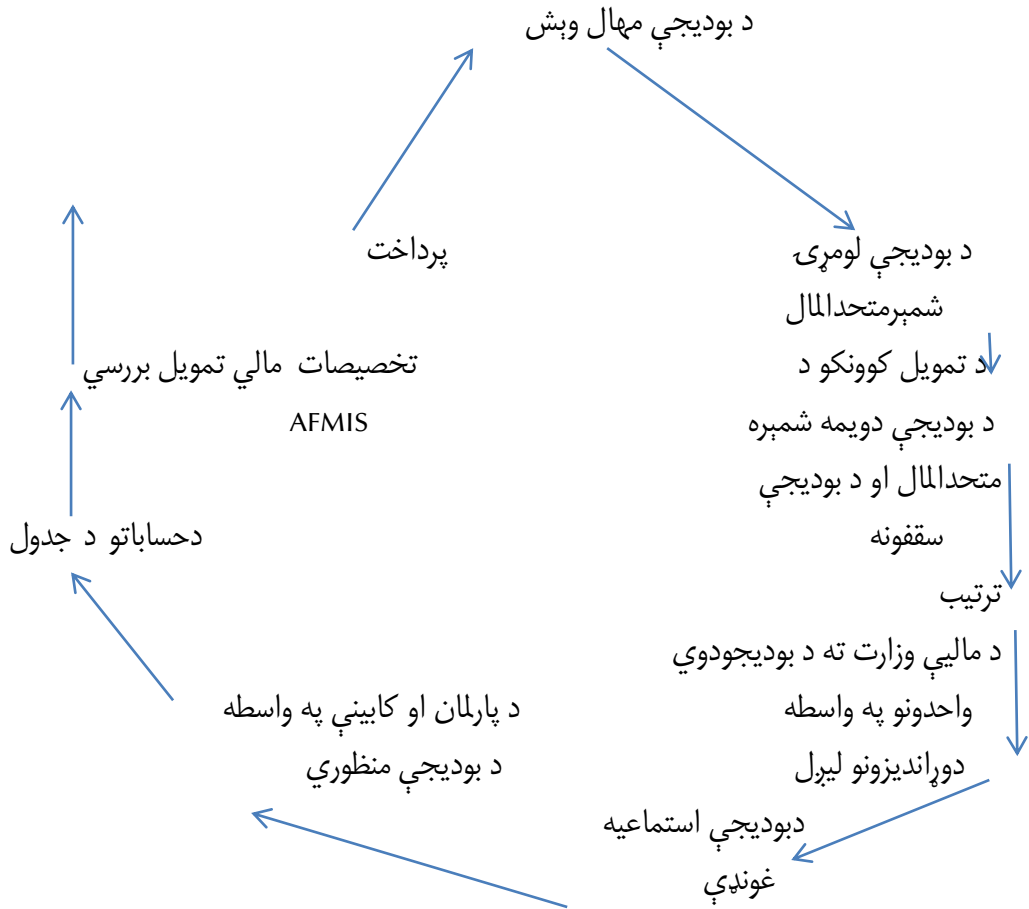 د بودیجې مهال وېش
پرداخت
د بودیجې لومړۍ
شمېرمتحدالمال
تخصیصات مالي تمویل بررسي
د تمویل کوونکو د
AFMIS
د بودیجې دویمه شمېره
متحدالمال او د بودیجې
دحساباتو د جدول
سقفونه
ترتیب
د مالیې وزارت ته د بودیجودوي
د پارلمان او کابینې په واسطه
واحدونو په واسطه
د بودیجې منظوري
دوړاندیزونو لیږل
دبودیجې استماعیه
غونډې